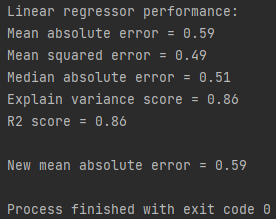 Linear regressor performance:
Mean absolute error = 0.59
Mean squared error = 0.49
Median absolute error = 0.51
Explain variance score = 0.86
R2 score = 0.86
New mean absolute error = 0.59
Process finished with exit code 0